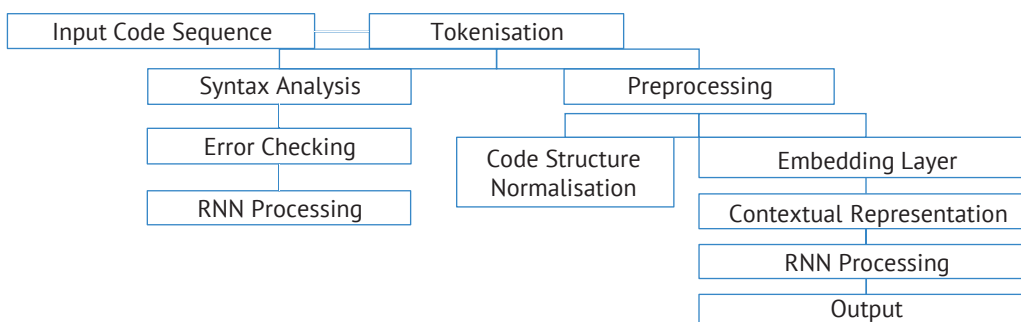 Input Code Sequence
Tokenisation
Syntax Analysis
Preprocessing
Error Checking
Code Structure
Normalisation
Embedding Layer
RNN Processing
Contextual Representation
RNN Processing
Output